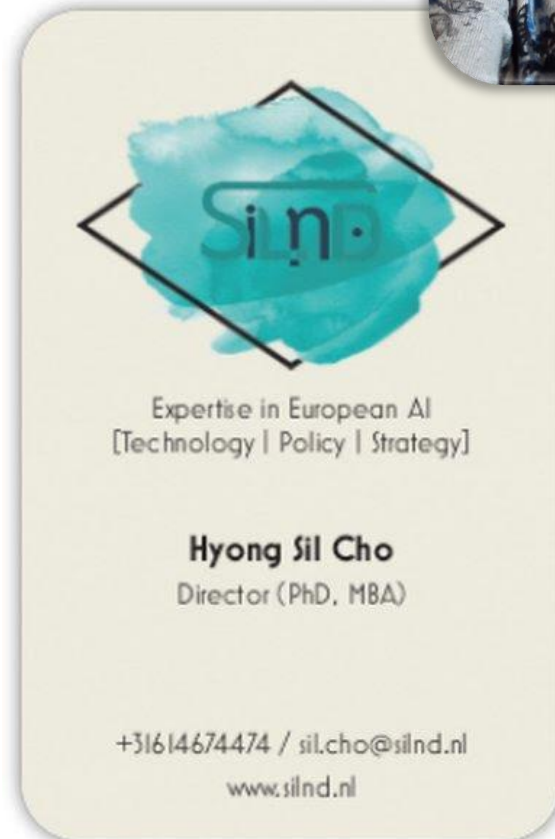 SiLnD.
Expertise in European AI
[Technology | Policy | Strategy]
Hyong Sil Cho
Director (PhD, MBA)
+31614674474 / sil.cho@silnd.nl
www.silnd.nl